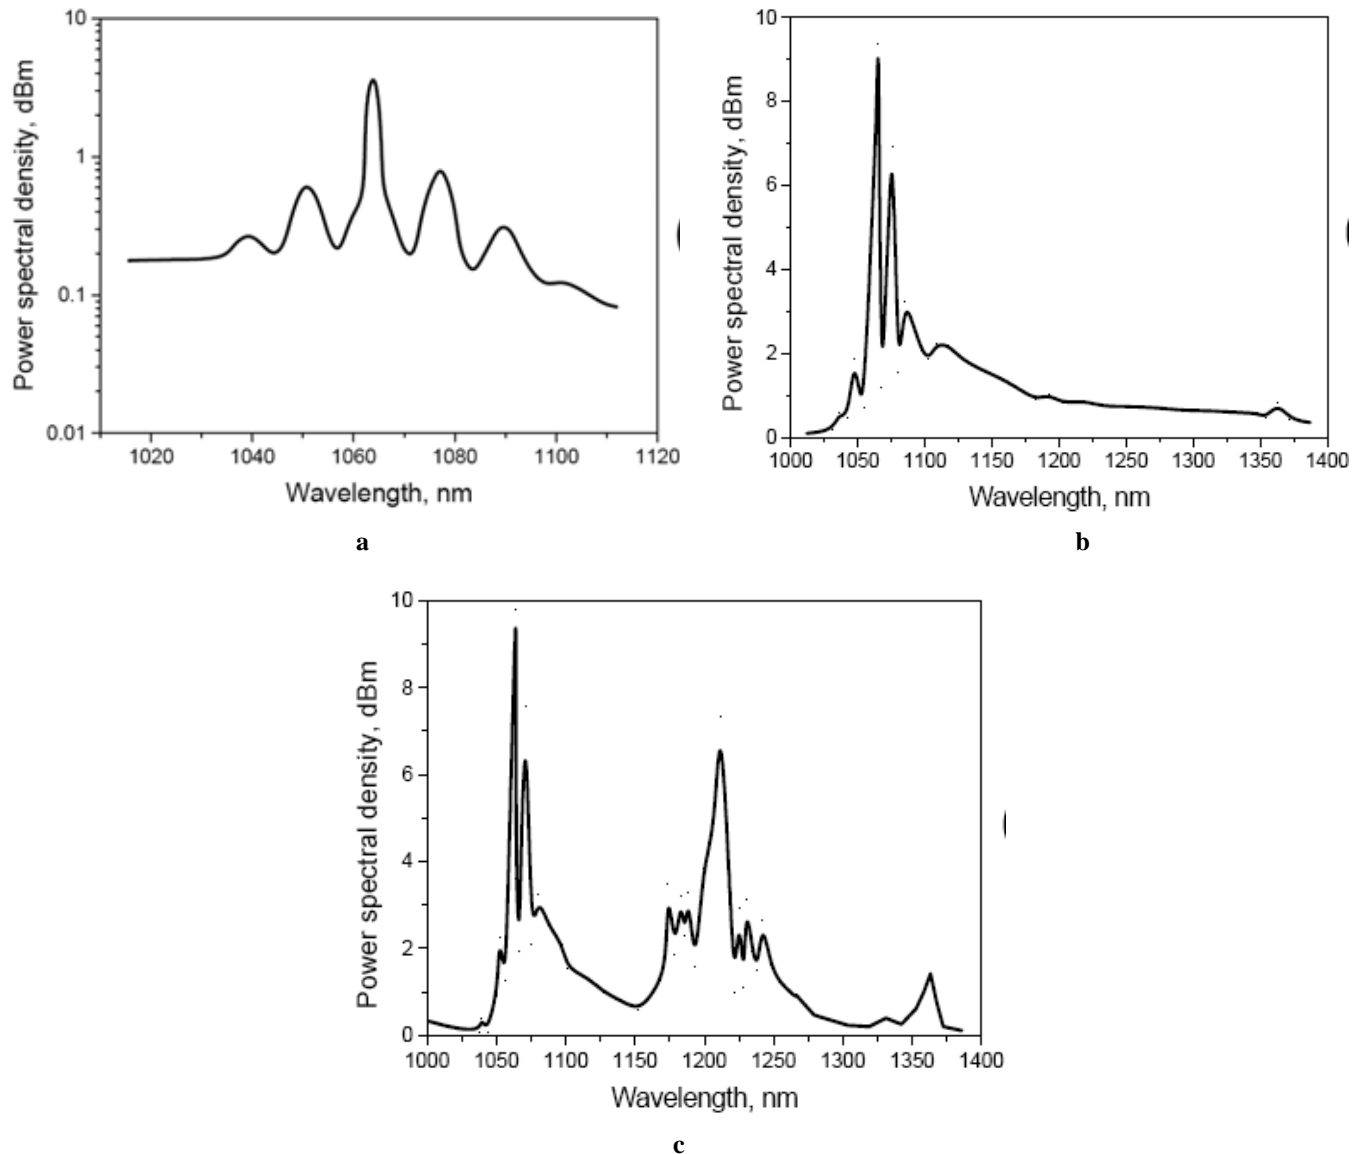 10
1
0.1
0.01
Power spectral density, dBm
1020 1040 1060 1080 1100 1120
Wavelength, nm
a
10
8
6
4
2
0
Power spectral density, dBm
1000 1050 1100 1150 1200 1250 1300 1350 1400
Wavelength, nm
b
10
8
6
4
2
0
Power spectral density, dBm
1000 1050 1100 1150 1200 1250 1300 1350 1400
Wavelength, nm
c